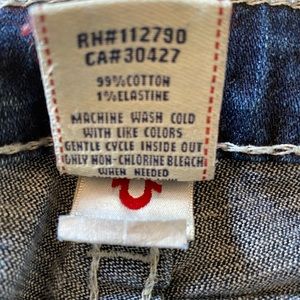 RN#112790
CA#30427
99% COTTON
1% ELASTINE
MACHINE WASH COLD
WITH LIKE COLORS
GENTLE CYCLE INSIDE OUT
ONLY NON-CHLORINE BLEACH
WHEN NEEDED